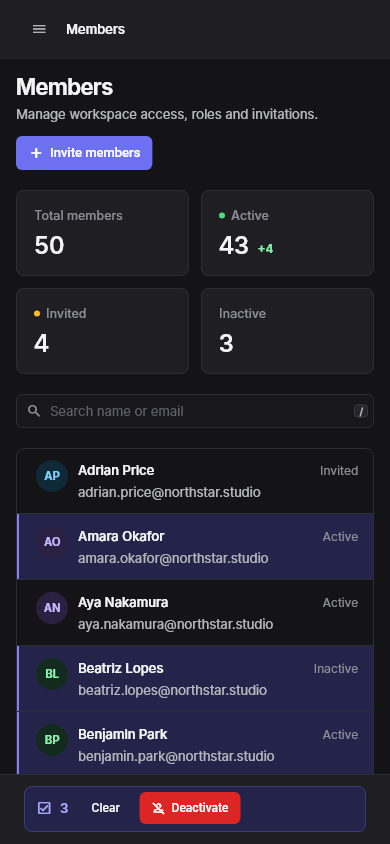 Members
Members
Manage workspace access, roles and invitations.
Invite members
Total members
50
Active
43 +4
Invited
4
Inactive
3
Search name or email /
AP Adrian Price Invited
adrian.price@northstar.studio
AO Amara Okafor Active
amara.okafor@northstar.studio
AN Aya Nakamura Active
aya.nakamura@northstar.studio
BL Beatriz Lopes Inactive
beatriz.lopes@northstar.studio
BP Benjamin Park Active
benjamin.park@northstar.studio
3 Clear Deactivate